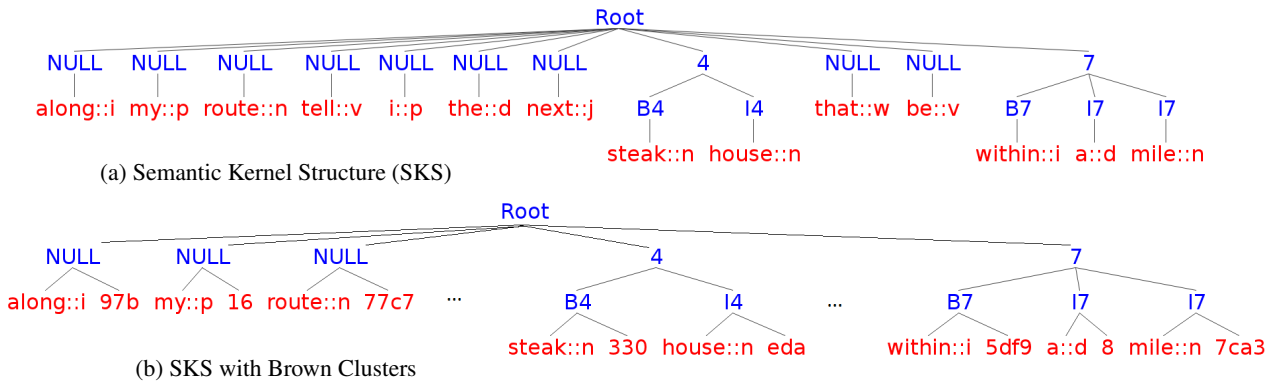 Root
NULL NULL NULL NULL NULL NULL NULL 4 NULL NULL 7
along::i my::p route::n tell::v i::p the::d next::j B4 I4 that::w be::v B7 I7 I7
steak::n house::n within::i a::d mile::n
(a) Semantic Kernel Structure (SKS)
Root
NULL NULL NULL 4 7
along::i 97b my::p 16 route::n 77c7 ... B4 I4 ... B7 I7 I7
steak::n 330 house::n eda within::i 5df9 a::d 8 mile::n 7ca3
(b) SKS with Brown Clusters